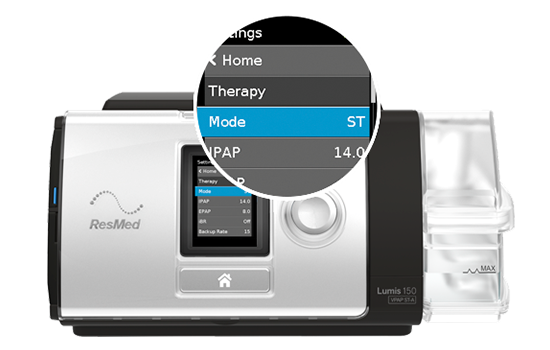 ttings
Home
Therapy
Mode ST
IPAP 14.0
Settings
Home
Therapy
Mode
IPAP 14.0
EPAP 8.0
iBR Off
Backup Rate 15
ResMed
MAX
Lumis 150
VPAP ST-A